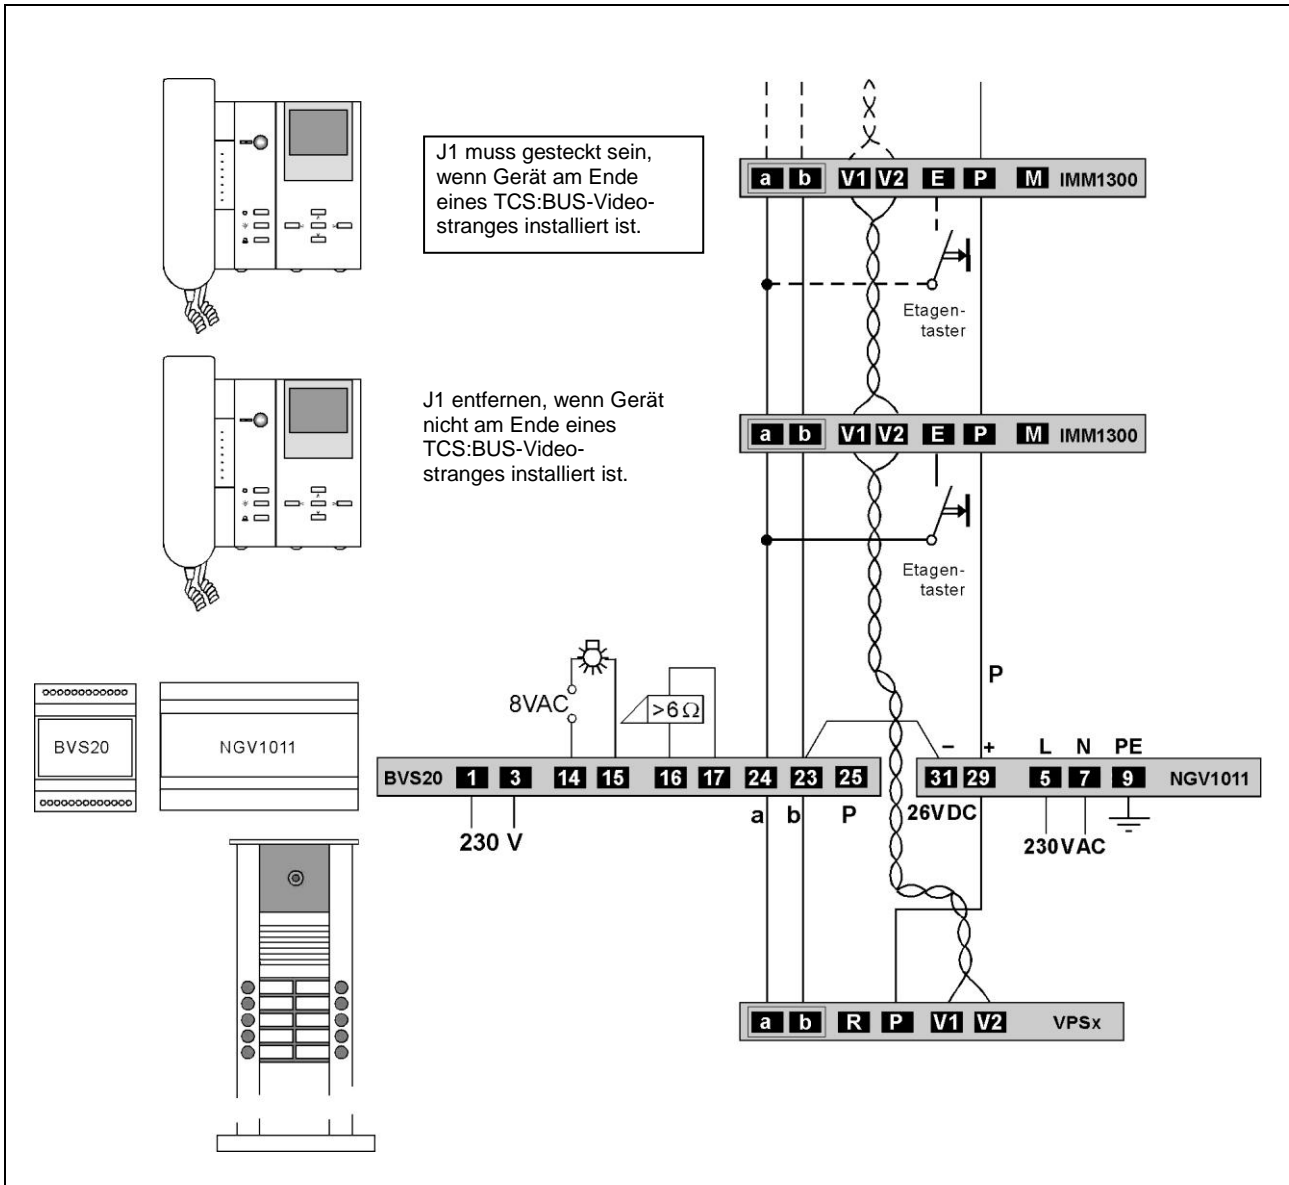 J1 muss gesteckt sein,
wenn Gerät am Ende
eines TCS:BUS-Video-
stranges installiert ist.
a b V1 V2 E P M IMM1300
Etagen-
taster
J1 entfernen, wenn Gerät
nicht am Ende eines
TCS:BUS-Video-
stranges installiert ist.
a b V1 V2 E P M IMM1300
Etagen-
taster
P
8VAC
>6Ω
BVS20
NGV1011
− + L N PE
BVS20 1 3 14 15 16 17 24 23 25
31 29 5 7 9 NGV1011
230 V
a b P
26VDC
230VAC
a b R P V1 V2 VPSx